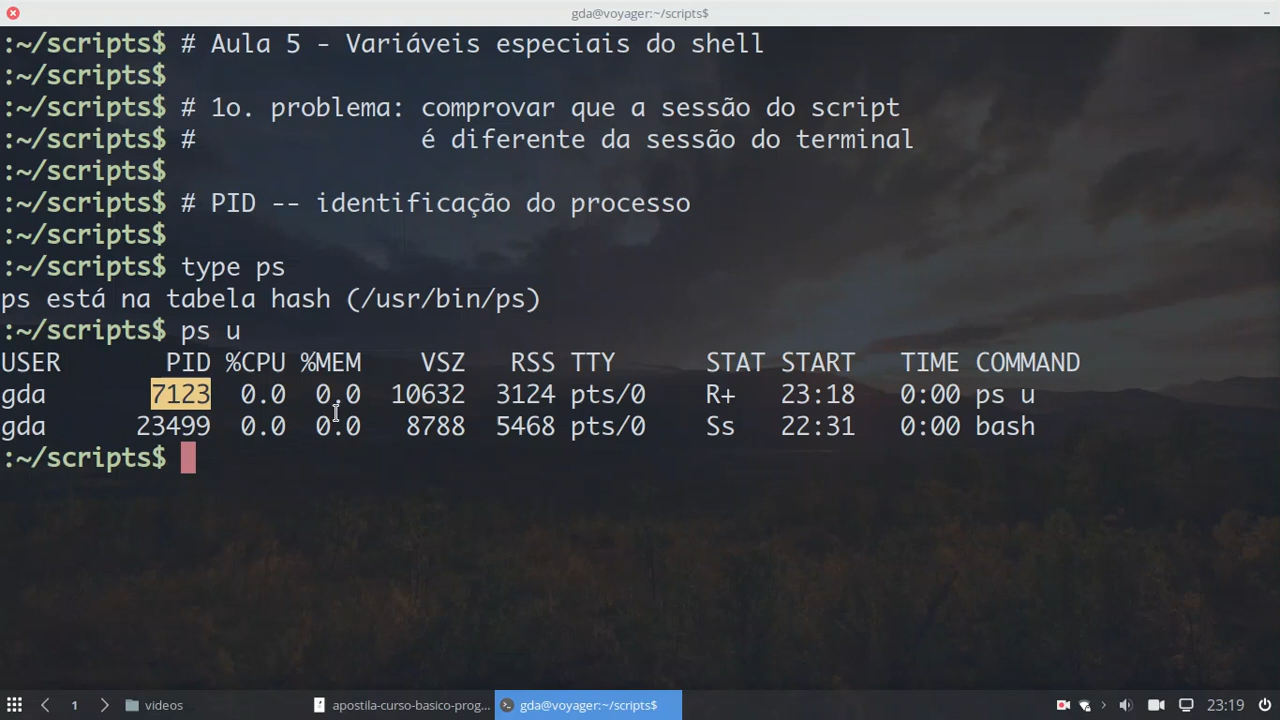 gda@voyager:~/scripts$
:~/scripts$ # Aula 5 - Variáveis especiais do shell
:~/scripts$
:~/scripts$ # 1o. problema: comprovar que a sessão do script
:~/scripts$ #               é diferente da sessão do terminal
:~/scripts$
:~/scripts$ # PID -- identificação do processo
:~/scripts$
:~/scripts$ type ps
ps está na tabela hash (/usr/bin/ps)
:~/scripts$ ps u
USER       PID %CPU %MEM    VSZ   RSS TTY      STAT START   TIME COMMAND
gda       7123  0.0  0.0  10632  3124 pts/0    R+   23:18   0:00 ps u
gda      23499  0.0  0.0   8788  5468 pts/0    Ss   22:31   0:00 bash
:~/scripts$
1 videos apostila-curso-basico-prog... gda@voyager:~/scripts$ 23:19